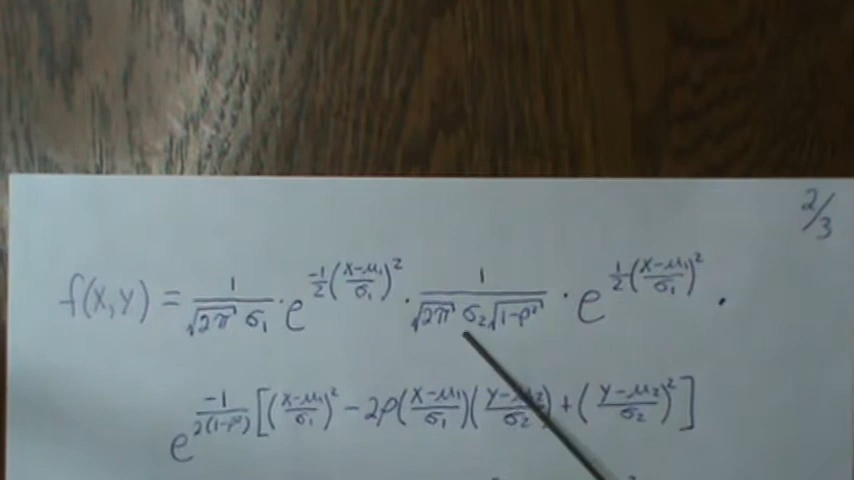 2/3
f(x,y) = 1/(√2π σ₁) · e^(-1/2((x-μ₁)/σ₁)²) · 1/(√2π σ₂√(1-ρ²)) · e^(1/2((x-μ₁)/σ₁)²) ·
e^(-1/(2(1-ρ²))[((x-μ₁)/σ₁)² - 2ρ((x-μ₁)/σ₁)((y-μ₂)/σ₂) + ((y-μ₂)/σ₂)²])